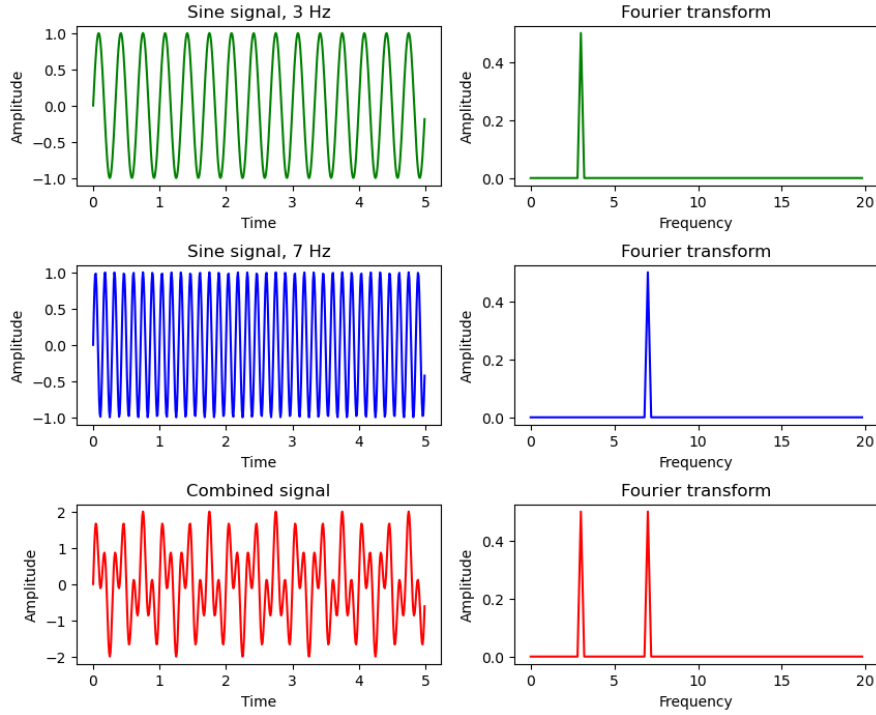 Sine signal, 3 Hz
Amplitude
1.0
0.5
0.0
−0.5
−1.0
0 1 2 3 4 5
Time
Fourier transform
Amplitude
0.4
0.2
0.0
0 5 10 15 20
Frequency
Sine signal, 7 Hz
Amplitude
1.0
0.5
0.0
−0.5
−1.0
0 1 2 3 4 5
Time
Fourier transform
Amplitude
0.4
0.2
0.0
0 5 10 15 20
Frequency
Combined signal
Amplitude
2
1
0
−1
−2
0 1 2 3 4 5
Time
Fourier transform
Amplitude
0.4
0.2
0.0
0 5 10 15 20
Frequency